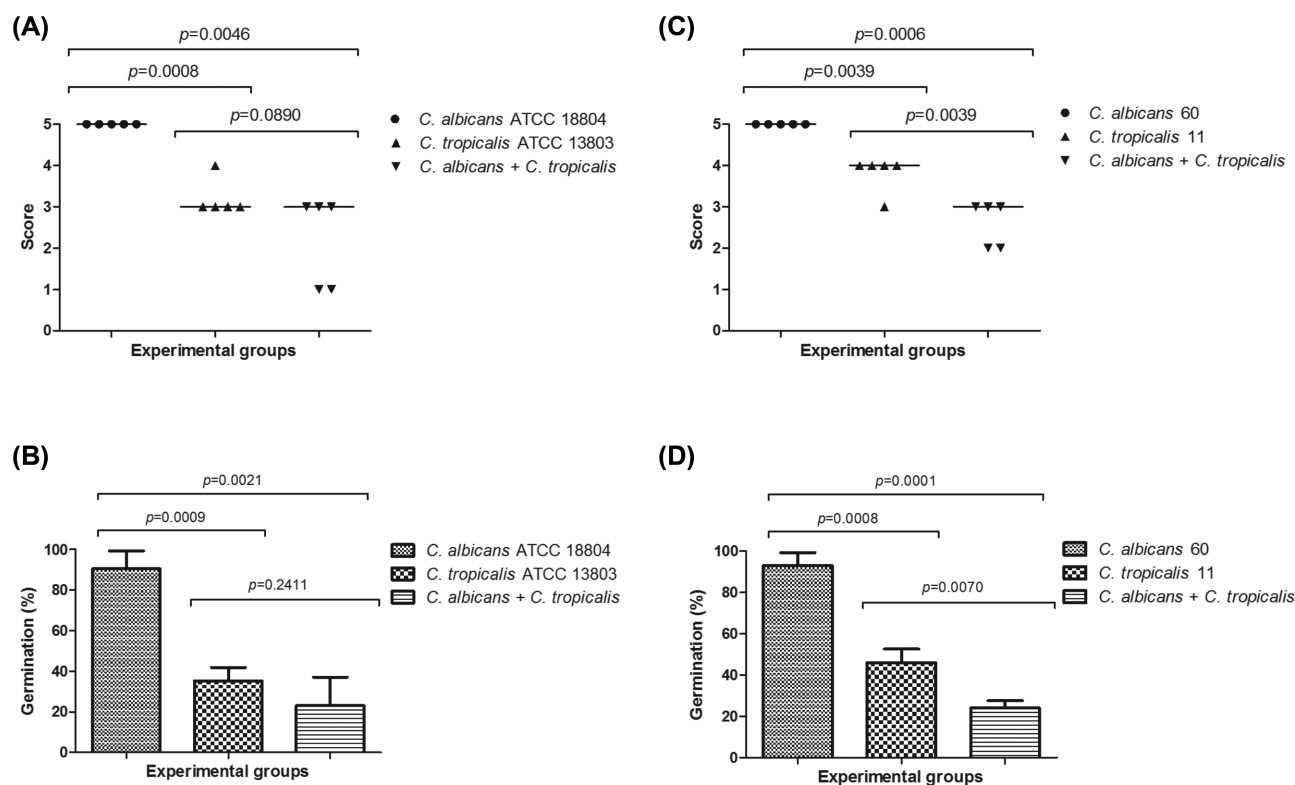 (A)
p=0.0046
p=0.0008
p=0.0890
5
4
3
2
1
0
Score
Experimental groups
C. albicans ATCC 18804
C. tropicalis ATCC 13803
C. albicans + C. tropicalis
(C)
p=0.0006
p=0.0039
p=0.0039
5
4
3
2
1
0
Score
Experimental groups
C. albicans 60
C. tropicalis 11
C. albicans + C. tropicalis
(B)
p=0.0021
p=0.0009
p=0.2411
100
80
60
40
20
0
Germination (%)
Experimental groups
C. albicans ATCC 18804
C. tropicalis ATCC 13803
C. albicans + C. tropicalis
(D)
p=0.0001
p=0.0008
p=0.0070
100
80
60
40
20
0
Germination (%)
Experimental groups
C. albicans 60
C. tropicalis 11
C. albicans + C. tropicalis